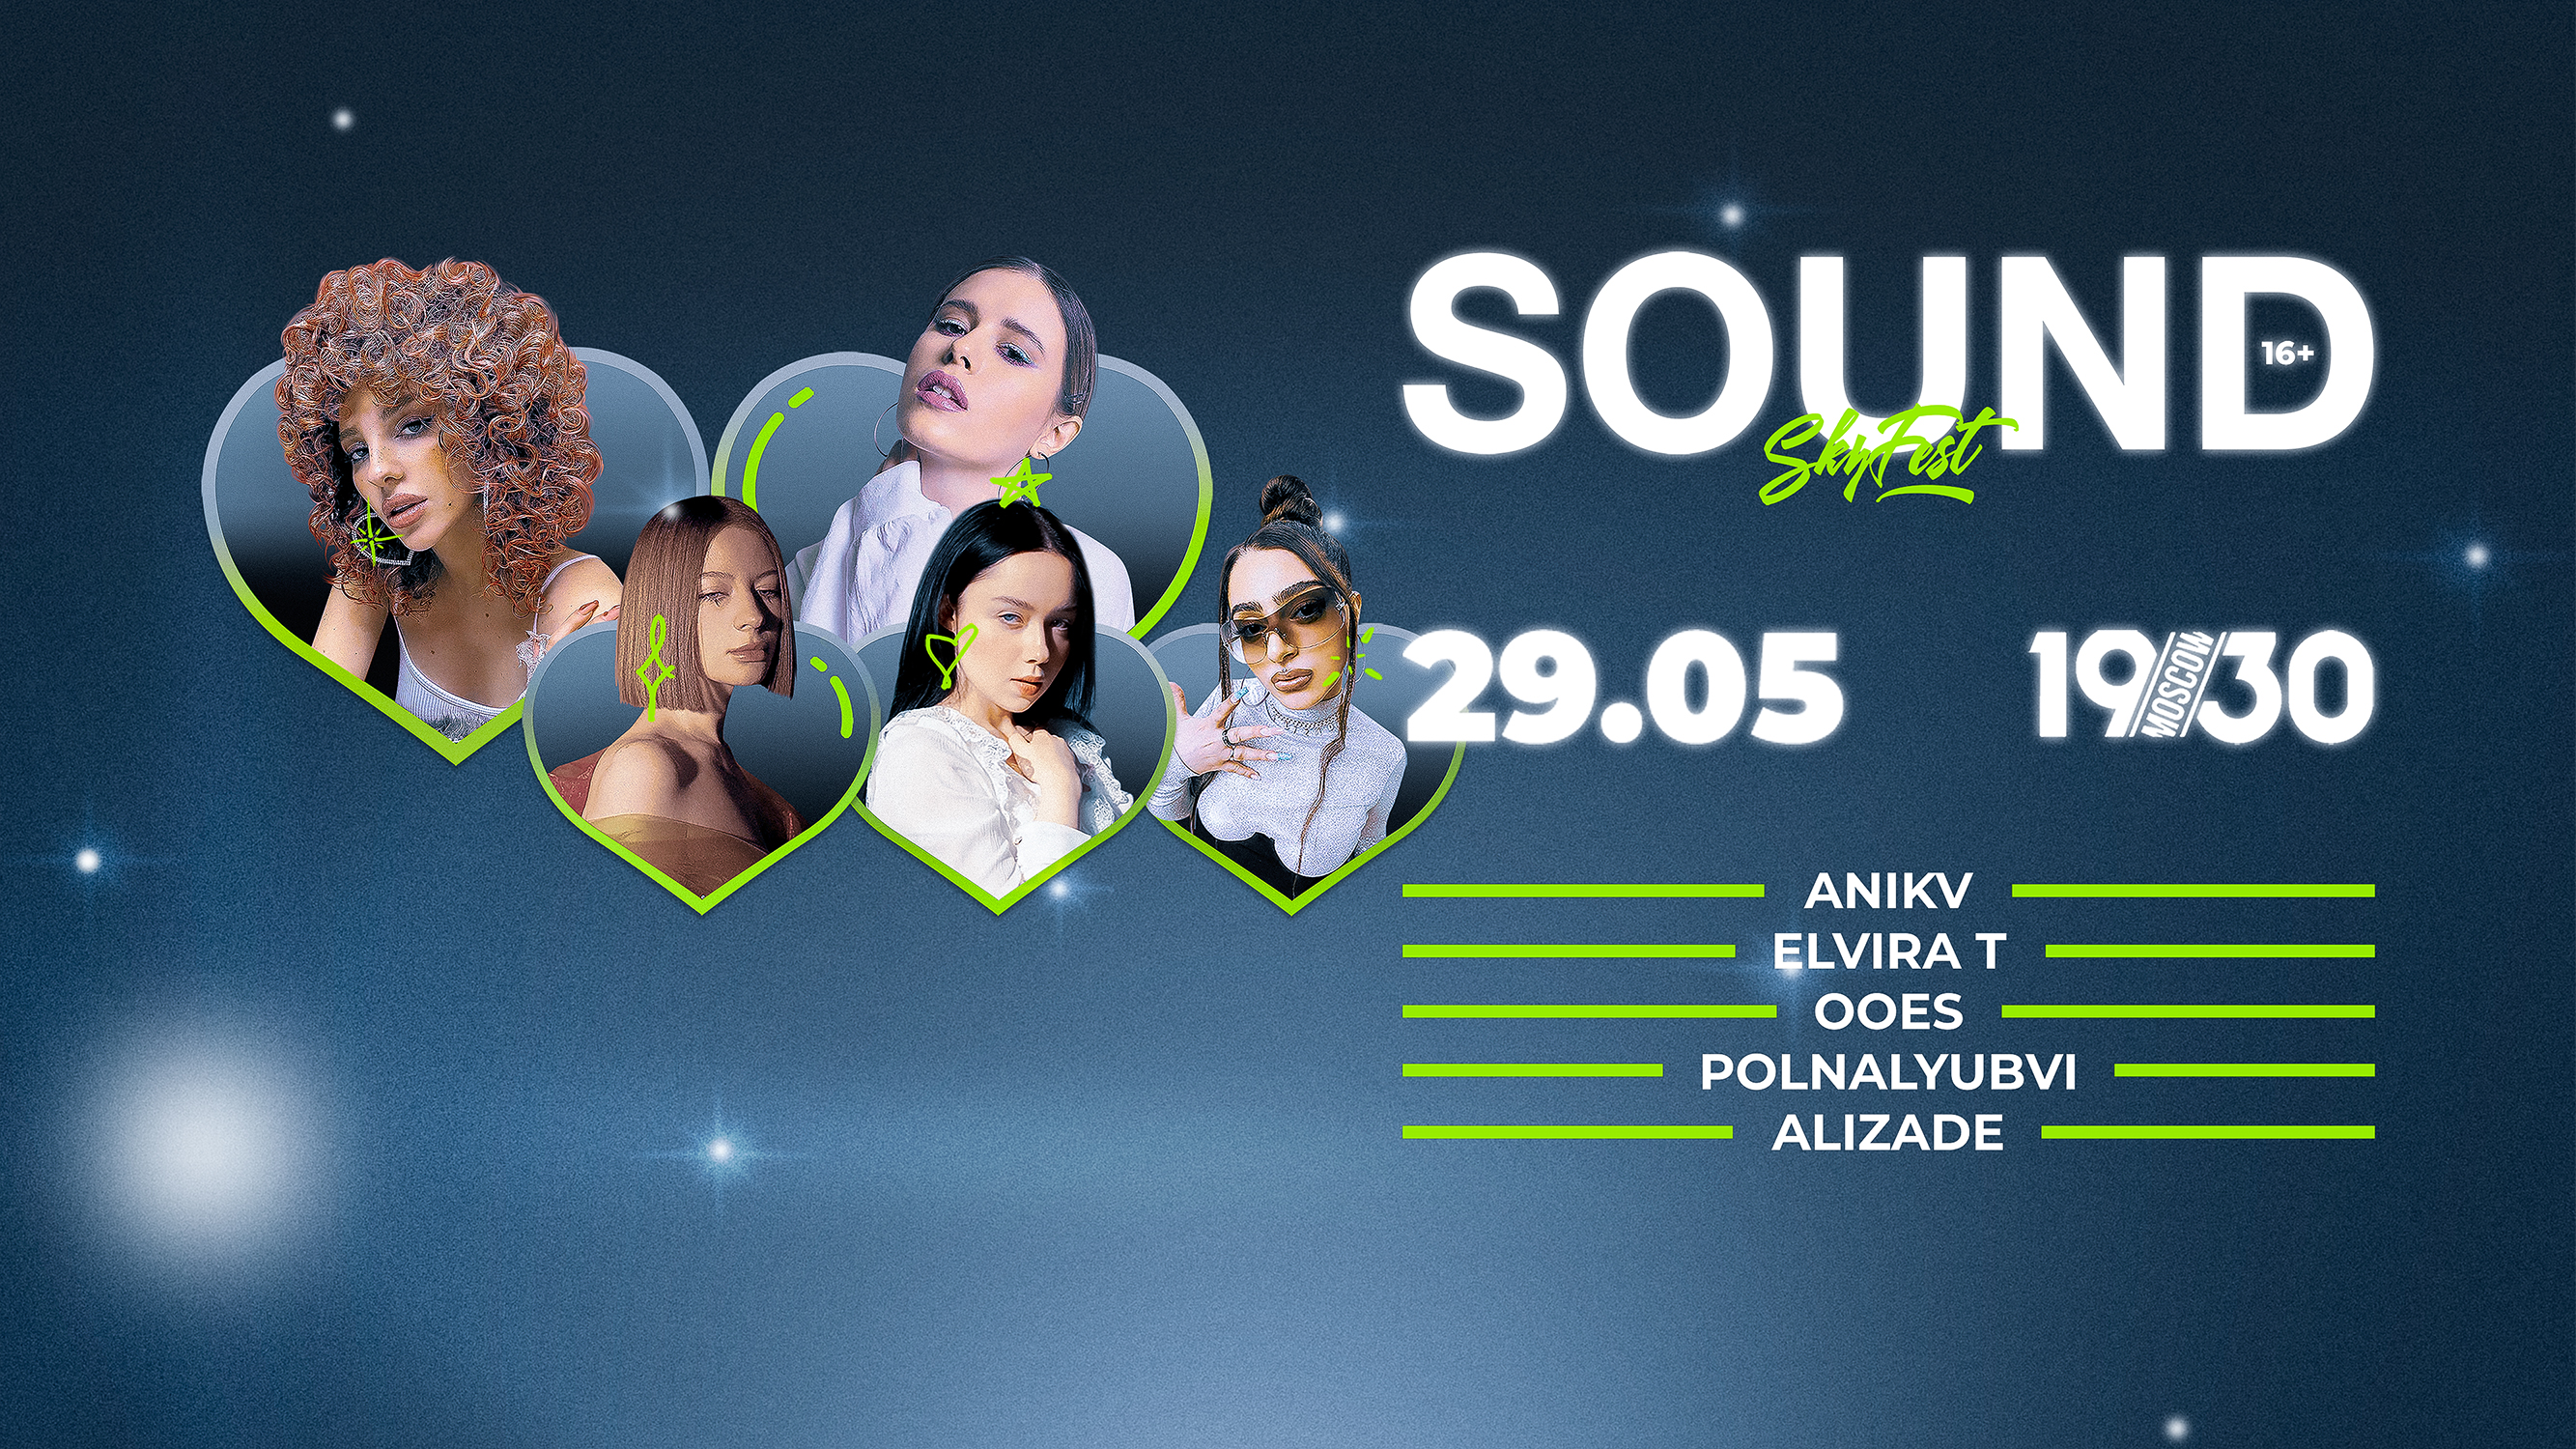 SOUND
16+
SkyFest
29.05
19//30
MOSCOW
ANIKV
ELVIRA T
OOES
POLNALYUBVI
ALIZADE